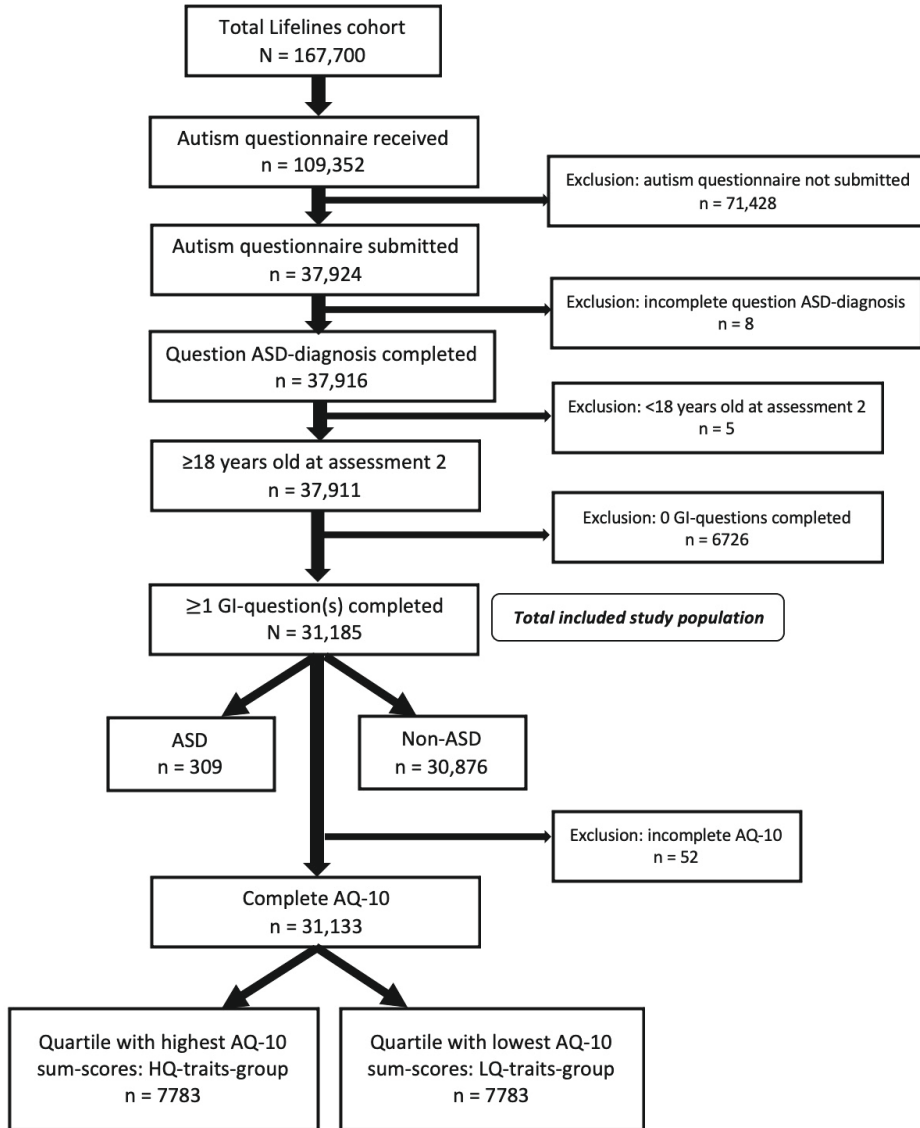 Total Lifelines cohort
N = 167,700
Autism questionnaire received
n = 109,352
Exclusion: autism questionnaire not submitted
n = 71,428
Autism questionnaire submitted
n = 37,924
Exclusion: incomplete question ASD-diagnosis
n = 8
Question ASD-diagnosis completed
n = 37,916
Exclusion: <18 years old at assessment 2
n = 5
≥18 years old at assessment 2
n = 37,911
Exclusion: 0 GI-questions completed
n = 6726
≥1 GI-question(s) completed
N = 31,185
Total included study population
ASD
n = 309
Non-ASD
n = 30,876
Exclusion: incomplete AQ-10
n = 52
Complete AQ-10
n = 31,133
Quartile with highest AQ-10
sum-scores: HQ-traits-group
n = 7783
Quartile with lowest AQ-10
sum-scores: LQ-traits-group
n = 7783